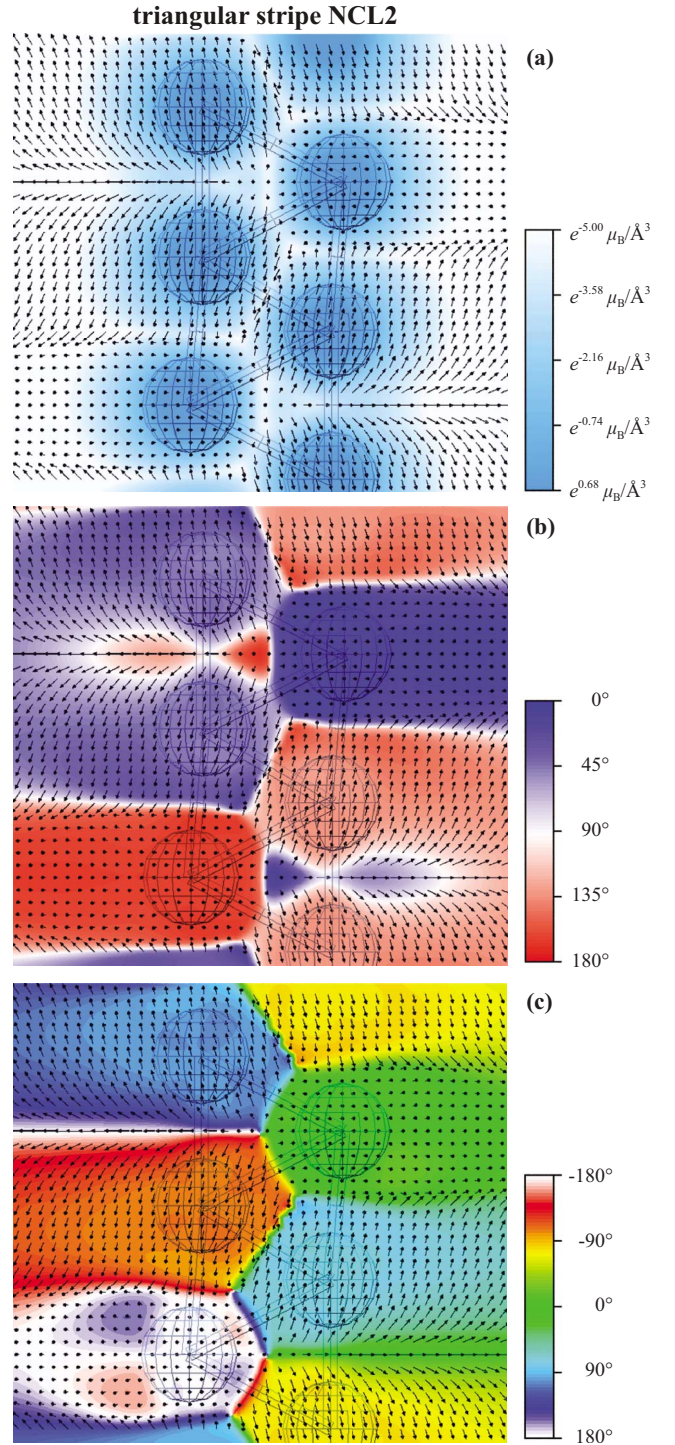 triangular stripe NCL2
(a)
e^-5.00 μB/Å³
e^-3.58 μB/Å³
e^-2.16 μB/Å³
e^-0.74 μB/Å³
e^0.68 μB/Å³
(b)
0°
45°
90°
135°
180°
(c)
-180°
-90°
0°
90°
180°